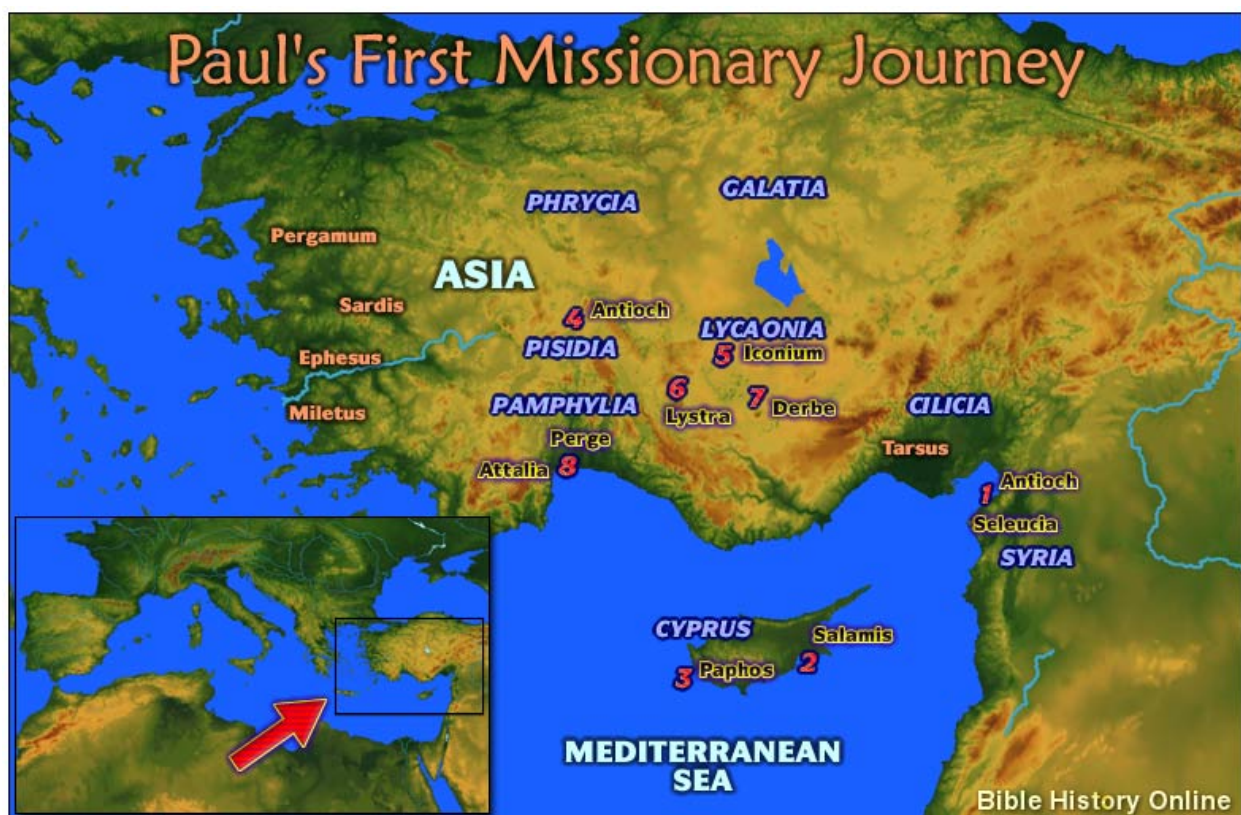 Paul's First Missionary Journey
PHRYGIA
GALATIA
Pergamum
ASIA
Sardis
4 Antioch
PISIDIA
LYCAONIA
5 Iconium
Ephesus
Miletus
PAMPHYLIA
6
Lystra
7 Derbe
CILICIA
Perge
Attalia 8
Tarsus
1 Antioch
Seleucia
SYRIA
CYPRUS
Salamis
2
3 Paphos
MEDITERRANEAN
SEA
Bible History Online